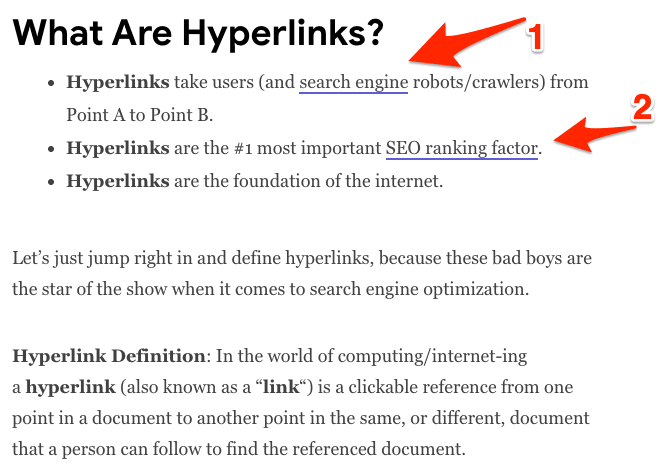 What Are Hyperlinks?
1
• Hyperlinks take users (and search engine robots/crawlers) from
Point A to Point B.
2
• Hyperlinks are the #1 most important SEO ranking factor.
• Hyperlinks are the foundation of the internet.
Let’s just jump right in and define hyperlinks, because these bad boys are
the star of the show when it comes to search engine optimization.
Hyperlink Definition: In the world of computing/internet-ing
a hyperlink (also known as a “link“) is a clickable reference from one
point in a document to another point in the same, or different, document
that a person can follow to find the referenced document.